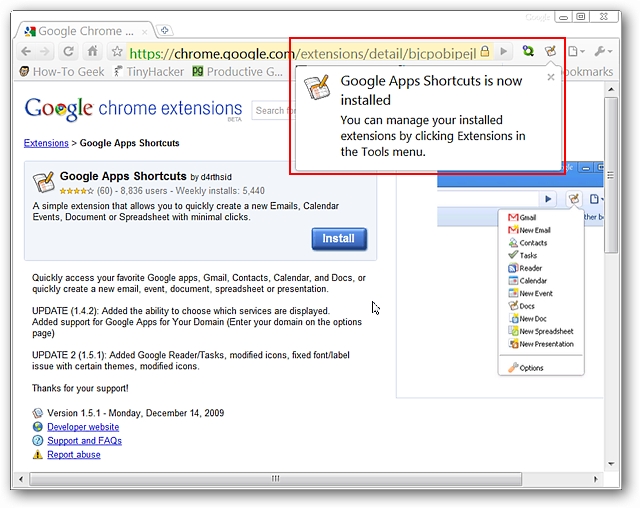 Google Chrome ...
Google
https://chrome.google.com/extensions/detail/bjcpobipejl
How-To Geek
TinyHacker
Productive G...
bookmarks
Google Apps Shortcuts is now
installed
You can manage your installed
extensions by clicking Extensions in
the Tools menu.
Google chrome extensions
BETA
Search for
Extensions > Google Apps Shortcuts
Google Apps Shortcuts by d4rthsid
(60) - 8,836 users - Weekly installs: 5,440
A simple extension that allows you to quickly create a new Emails, Calendar
Events, Document or Spreadsheet with minimal clicks.
Install
ther b
Gmail
New Email
Contacts
Tasks
Reader
Calendar
New Event
Docs
New Doc
New Spreadsheet
New Presentation
Options
Quickly access your favorite Google apps, Gmail, Contacts, Calendar, and Docs, or
quickly create a new email, event, document, spreadsheet or presentation.
UPDATE (1.4.2): Added the ability to choose which services are displayed.
Added support for Google Apps for Your Domain (Enter your domain on the options
page)
UPDATE 2 (1.5.1): Added Google Reader/Tasks, modified icons, fixed font/label
issue with certain themes, modified icons.
Thanks for your support!
Version 1.5.1 - Monday, December 14, 2009
Developer website
Support and FAQs
Report abuse